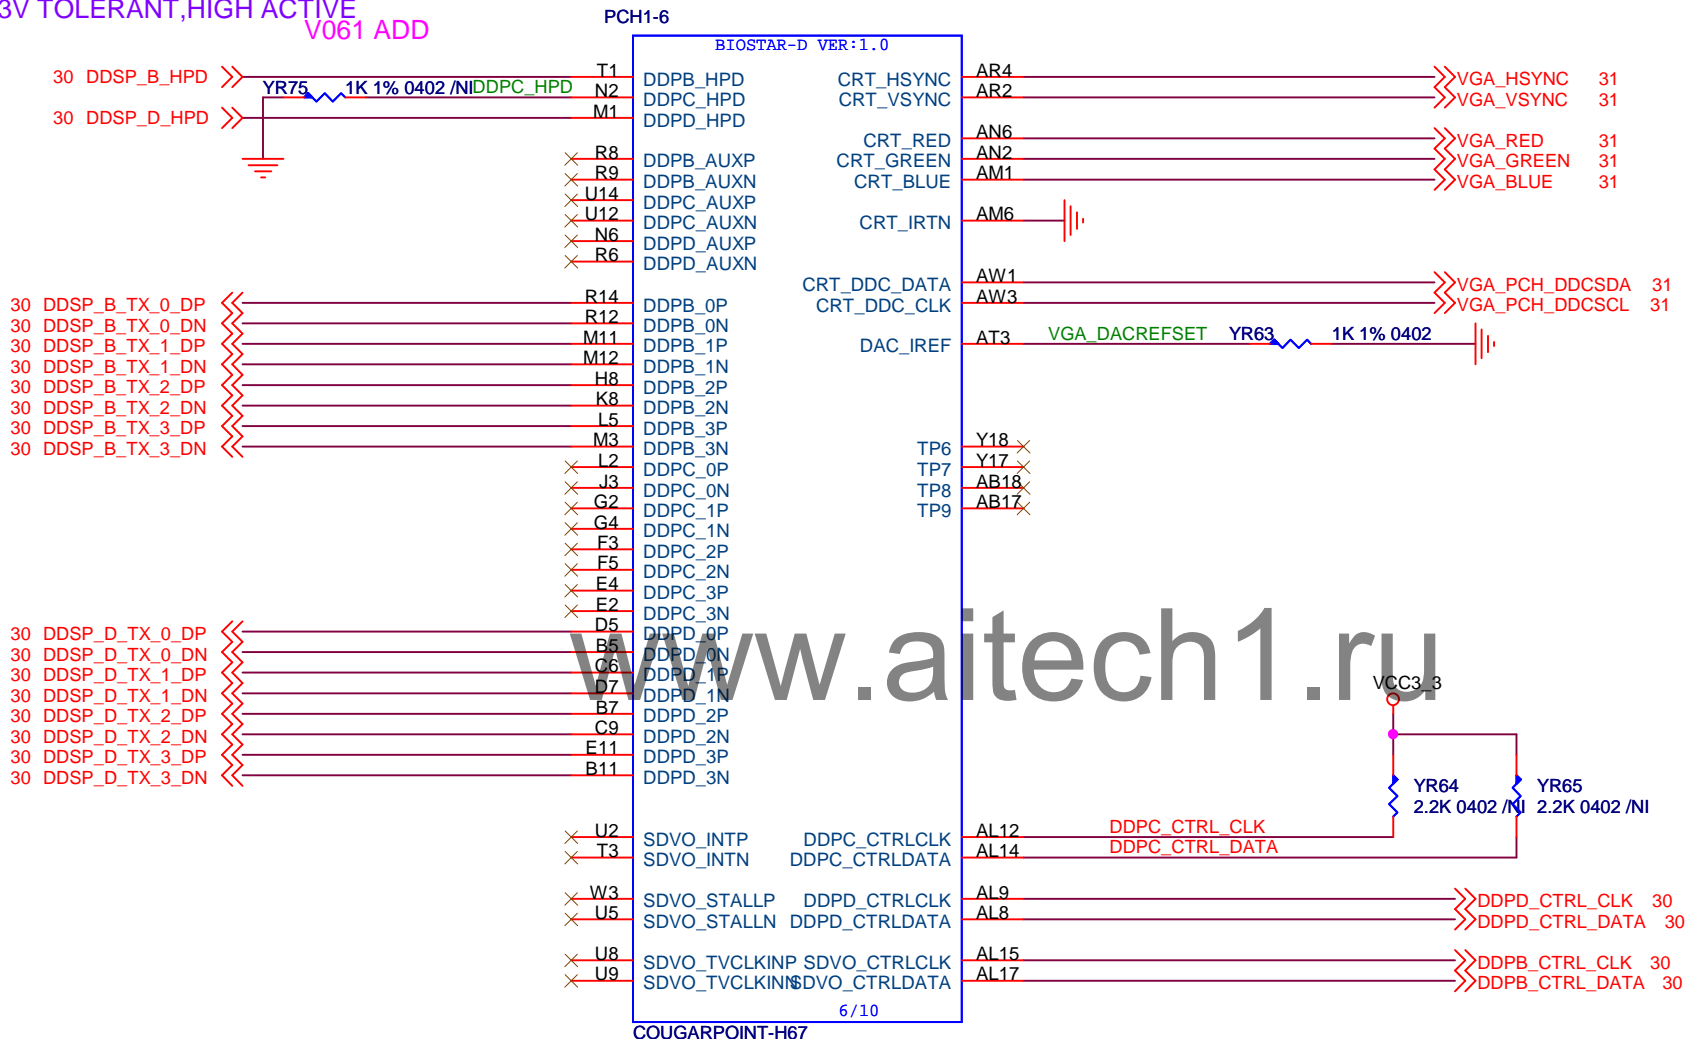 3V TOLERANT,HIGH ACTIVE
V061 ADD
PCH1-6
BIOSTAR-D VER:1.0
30 DDSP_B_HPD T1 DDPB_HPD
YR75 1K 1% 0402 /NI DDPC_HPD N2 DDPC_HPD
30 DDSP_D_HPD M1 DDPD_HPD
R8 DDPB_AUXP
R9 DDPB_AUXN
U14 DDPC_AUXP
U12 DDPC_AUXN
N6 DDPD_AUXP
R6 DDPD_AUXN
30 DDSP_B_TX_0_DP R14 DDPB_0P
30 DDSP_B_TX_0_DN R12 DDPB_0N
30 DDSP_B_TX_1_DP M11 DDPB_1P
30 DDSP_B_TX_1_DN M12 DDPB_1N
30 DDSP_B_TX_2_DP H8 DDPB_2P
30 DDSP_B_TX_2_DN K8 DDPB_2N
30 DDSP_B_TX_3_DP L5 DDPB_3P
30 DDSP_B_TX_3_DN M3 DDPB_3N
L2 DDPC_0P
J3 DDPC_0N
G2 DDPC_1P
G4 DDPC_1N
F3 DDPC_2P
F5 DDPC_2N
E4 DDPC_3P
E2 DDPC_3N
30 DDSP_D_TX_0_DP D5 DDPD_0P
30 DDSP_D_TX_0_DN B5 DDPD_0N
30 DDSP_D_TX_1_DP C6 DDPD_1P
30 DDSP_D_TX_1_DN D7 DDPD_1N
30 DDSP_D_TX_2_DP B7 DDPD_2P
30 DDSP_D_TX_2_DN C9 DDPD_2N
30 DDSP_D_TX_3_DP E11 DDPD_3P
30 DDSP_D_TX_3_DN B11 DDPD_3N
U2 SDVO_INTP
T3 SDVO_INTN
W3 SDVO_STALLP
U5 SDVO_STALLN
U8 SDVO_TVCLKINP
U9 SDVO_TVCLKINN
CRT_HSYNC AR4 VGA_HSYNC 31
CRT_VSYNC AR2 VGA_VSYNC 31
CRT_RED AN6 VGA_RED 31
CRT_GREEN AN2 VGA_GREEN 31
CRT_BLUE AM1 VGA_BLUE 31
CRT_IRTN AM6
CRT_DDC_DATA AW1 VGA_PCH_DDCSDA 31
CRT_DDC_CLK AW3 VGA_PCH_DDCSCL 31
DAC_IREF AT3 VGA_DACREFSET YR63 1K 1% 0402
TP6 Y18
TP7 Y17
TP8 AB18
TP9 AB17
www.aitech1.ru
VCC3_3
YR64
2.2K 0402 /NI
YR65
2.2K 0402 /NI
DDPC_CTRLCLK AL12 DDPC_CTRL_CLK
DDPC_CTRLDATA AL14 DDPC_CTRL_DATA
DDPD_CTRLCLK AL9 DDPD_CTRL_CLK 30
DDPD_CTRLDATA AL8 DDPD_CTRL_DATA 30
SDVO_CTRLCLK AL15 DDPB_CTRL_CLK 30
SDVO_CTRLDATA AL17 DDPB_CTRL_DATA 30
6/10
COUGARPOINT-H67